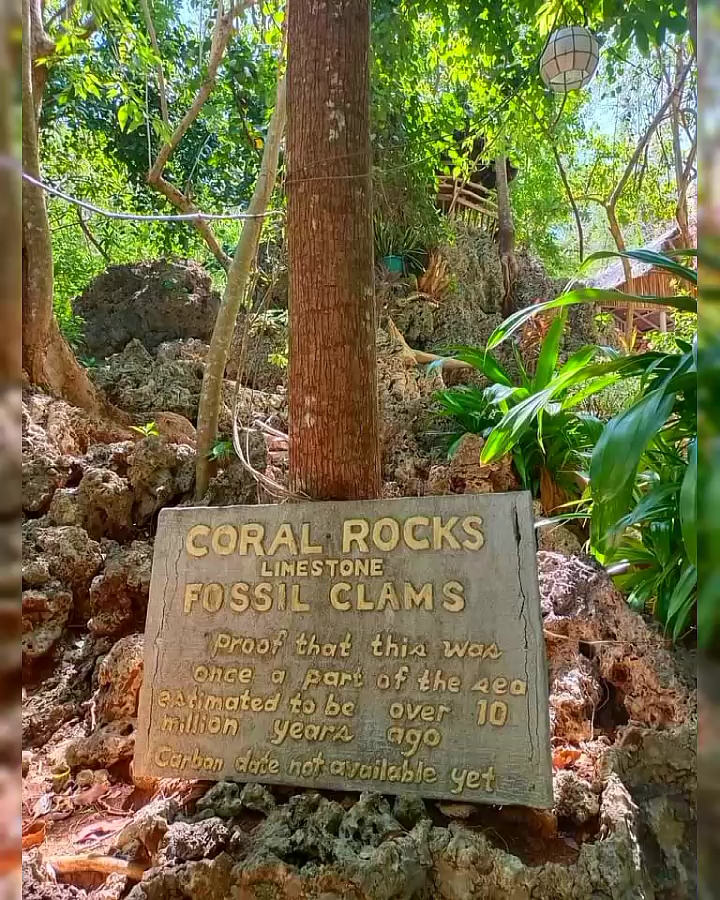 CORAL ROCKS
LIMESTONE
FOSSIL CLAMS
proof that this was
once a part of the sea
estimated to be over 10
million years ago
Carbon date not available yet